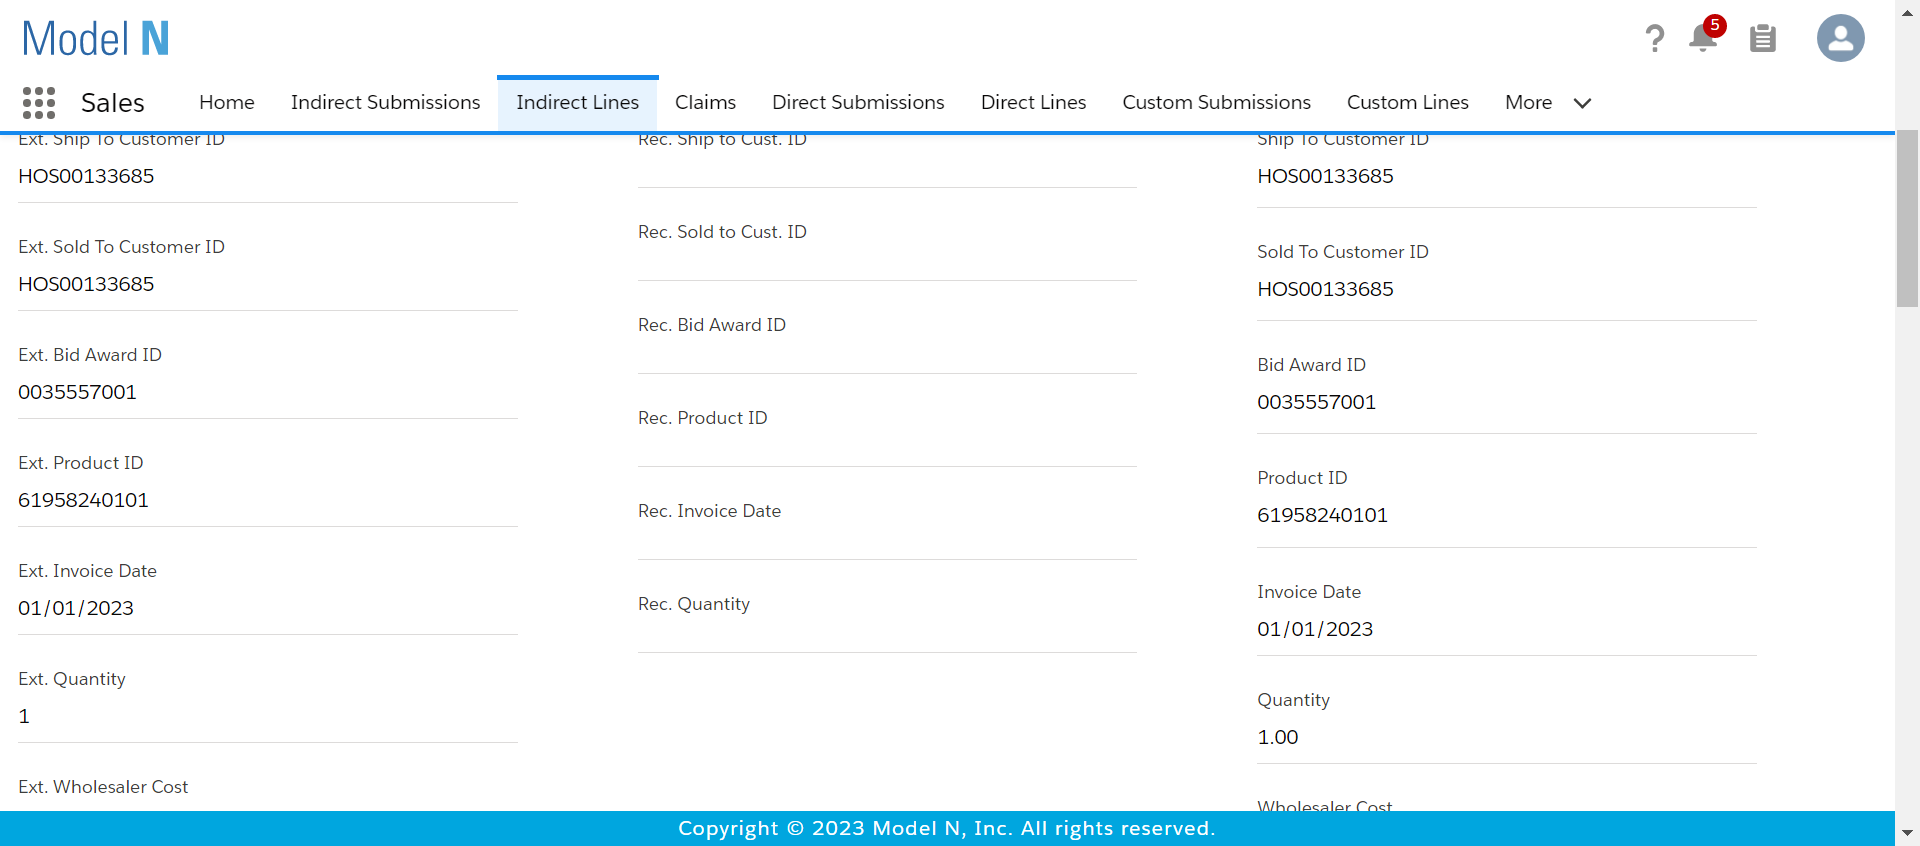 Model N
5
Sales
Home
Indirect Submissions
Indirect Lines
Claims
Direct Submissions
Direct Lines
Custom Submissions
Custom Lines
More
Ext. Ship To Customer ID
HOS00133685
Ext. Sold To Customer ID
HOS00133685
Ext. Bid Award ID
0035557001
Ext. Product ID
61958240101
Ext. Invoice Date
01/01/2023
Ext. Quantity
1
Ext. Wholesaler Cost
Rec. Ship to Cust. ID
Rec. Sold to Cust. ID
Rec. Bid Award ID
Rec. Product ID
Rec. Invoice Date
Rec. Quantity
Ship To Customer ID
HOS00133685
Sold To Customer ID
HOS00133685
Bid Award ID
0035557001
Product ID
61958240101
Invoice Date
01/01/2023
Quantity
1.00
Wholesaler Cost
Copyright © 2023 Model N, Inc. All rights reserved.